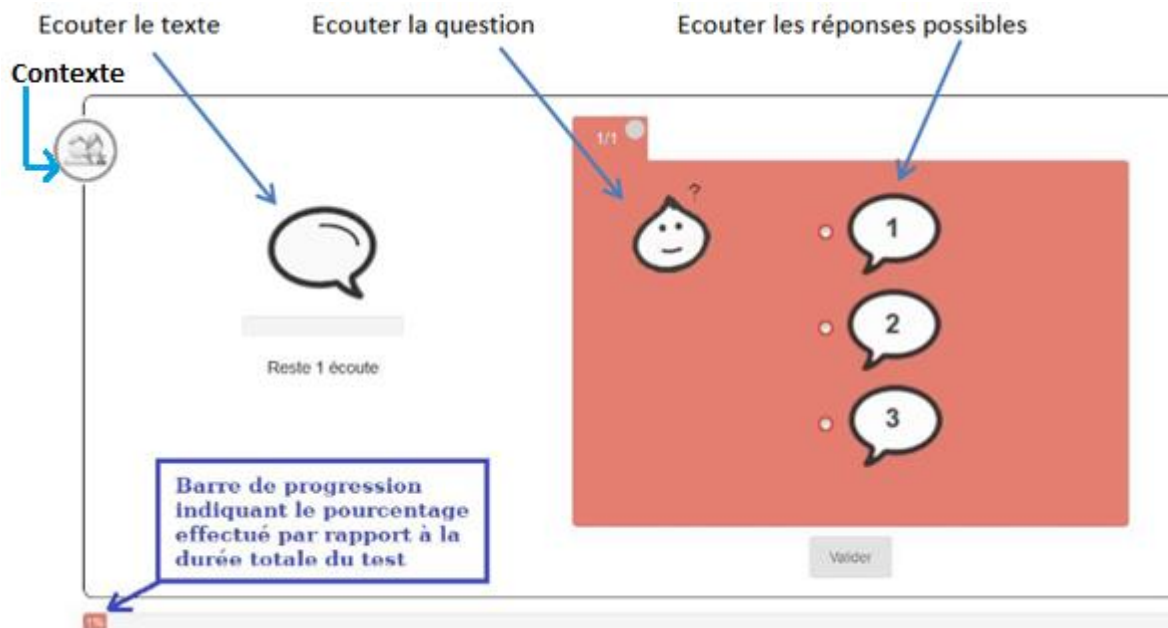 Ecouter le texte
Ecouter la question
Ecouter les réponses possibles
Contexte
1/1
?
1
2
3
Reste 1 écoute
Barre de progression
indiquant le pourcentage
effectué par rapport à la
durée totale du test
Valider
1%